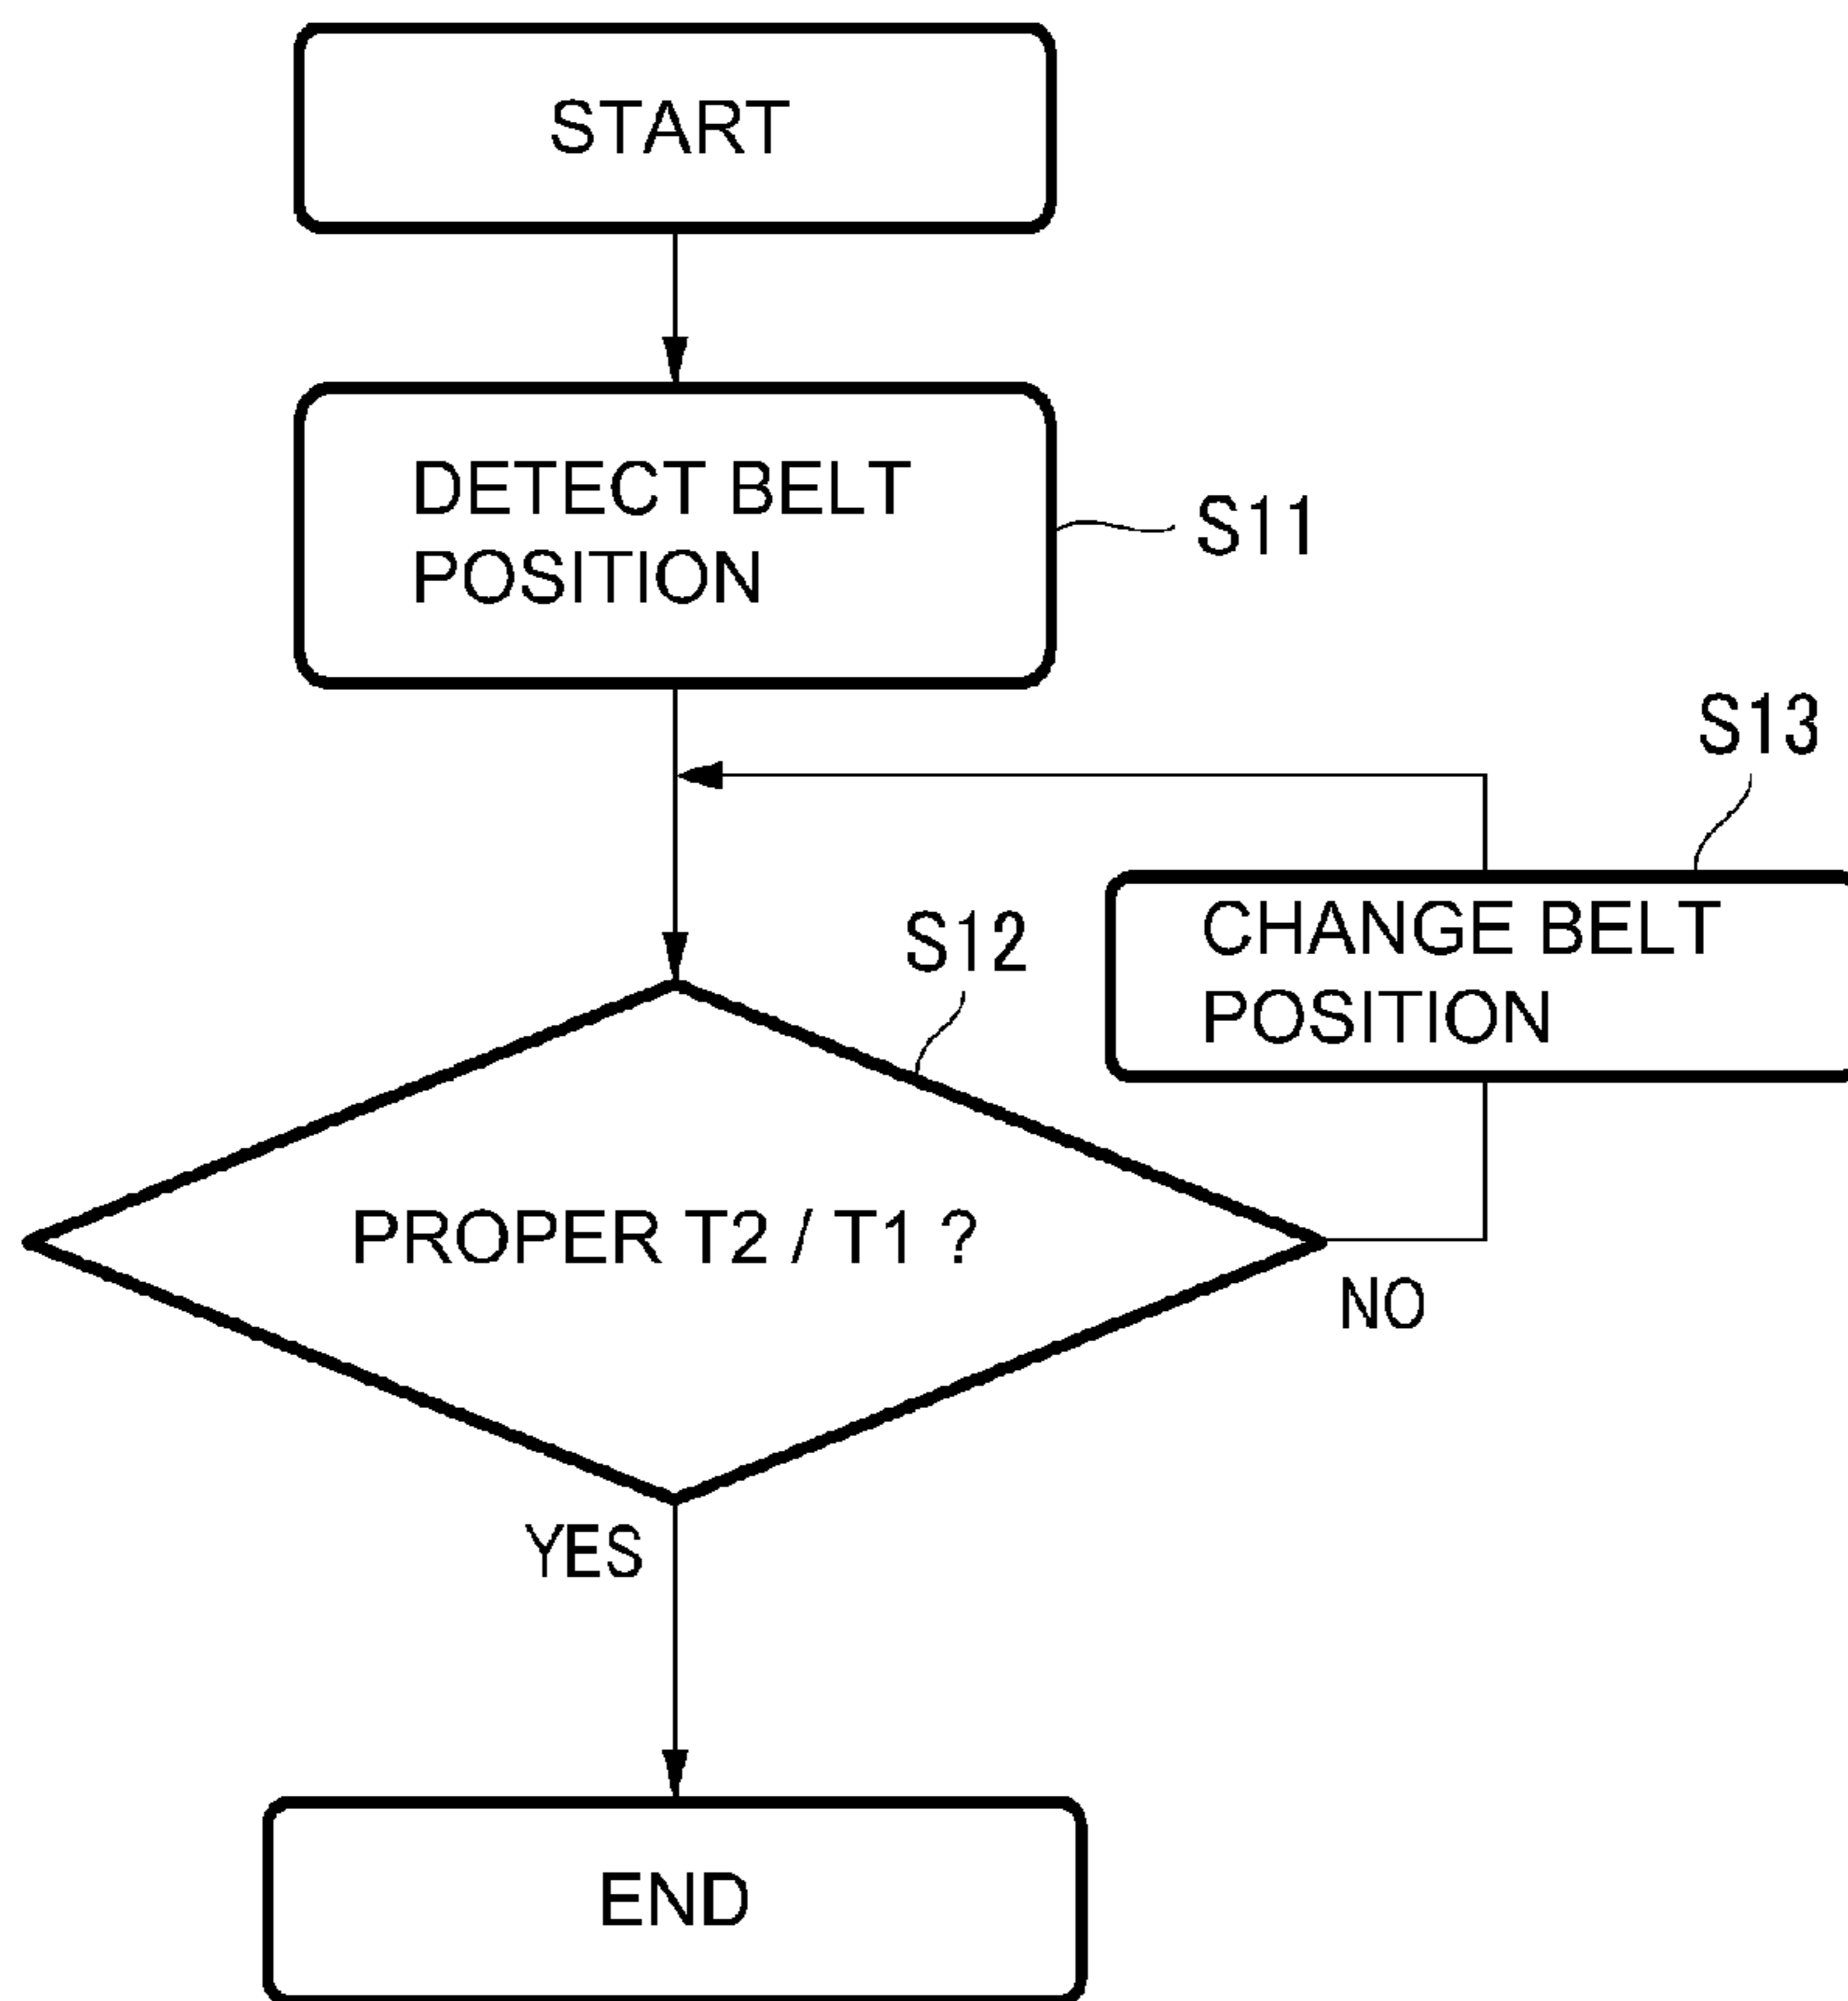 START
DETECT BELT
POSITION
S11
S13
CHANGE BELT
POSITION
S12
PROPER T2 / T1 ?
NO
YES
END